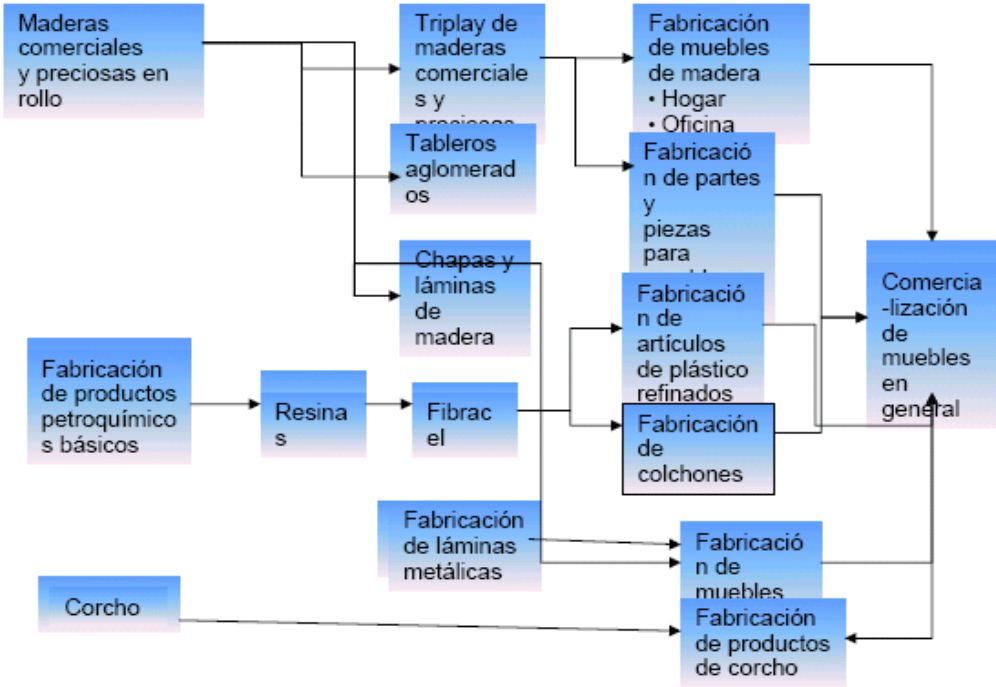 Maderas
comerciales
y preciosas en
rollo
Triplay de
maderas
comerciale
s y
Fabricación
de muebles
de madera
• Hogar
• Oficina
Tableros
aglomerad
os
Fabricació
n de partes
y
piezas
para
Chapas y
láminas
de
madera
Fabricació
n de
artículos
de plástico
refinados
Comercia
-lización
de
muebles
en
general
Fabricación
de productos
petroquímico
s básicos
Resina
s
Fibrac
el
Fabricación
de
colchones
Fabricación
de láminas
metálicas
Fabricació
n de
muebles
Corcho
Fabricación
de productos
de corcho